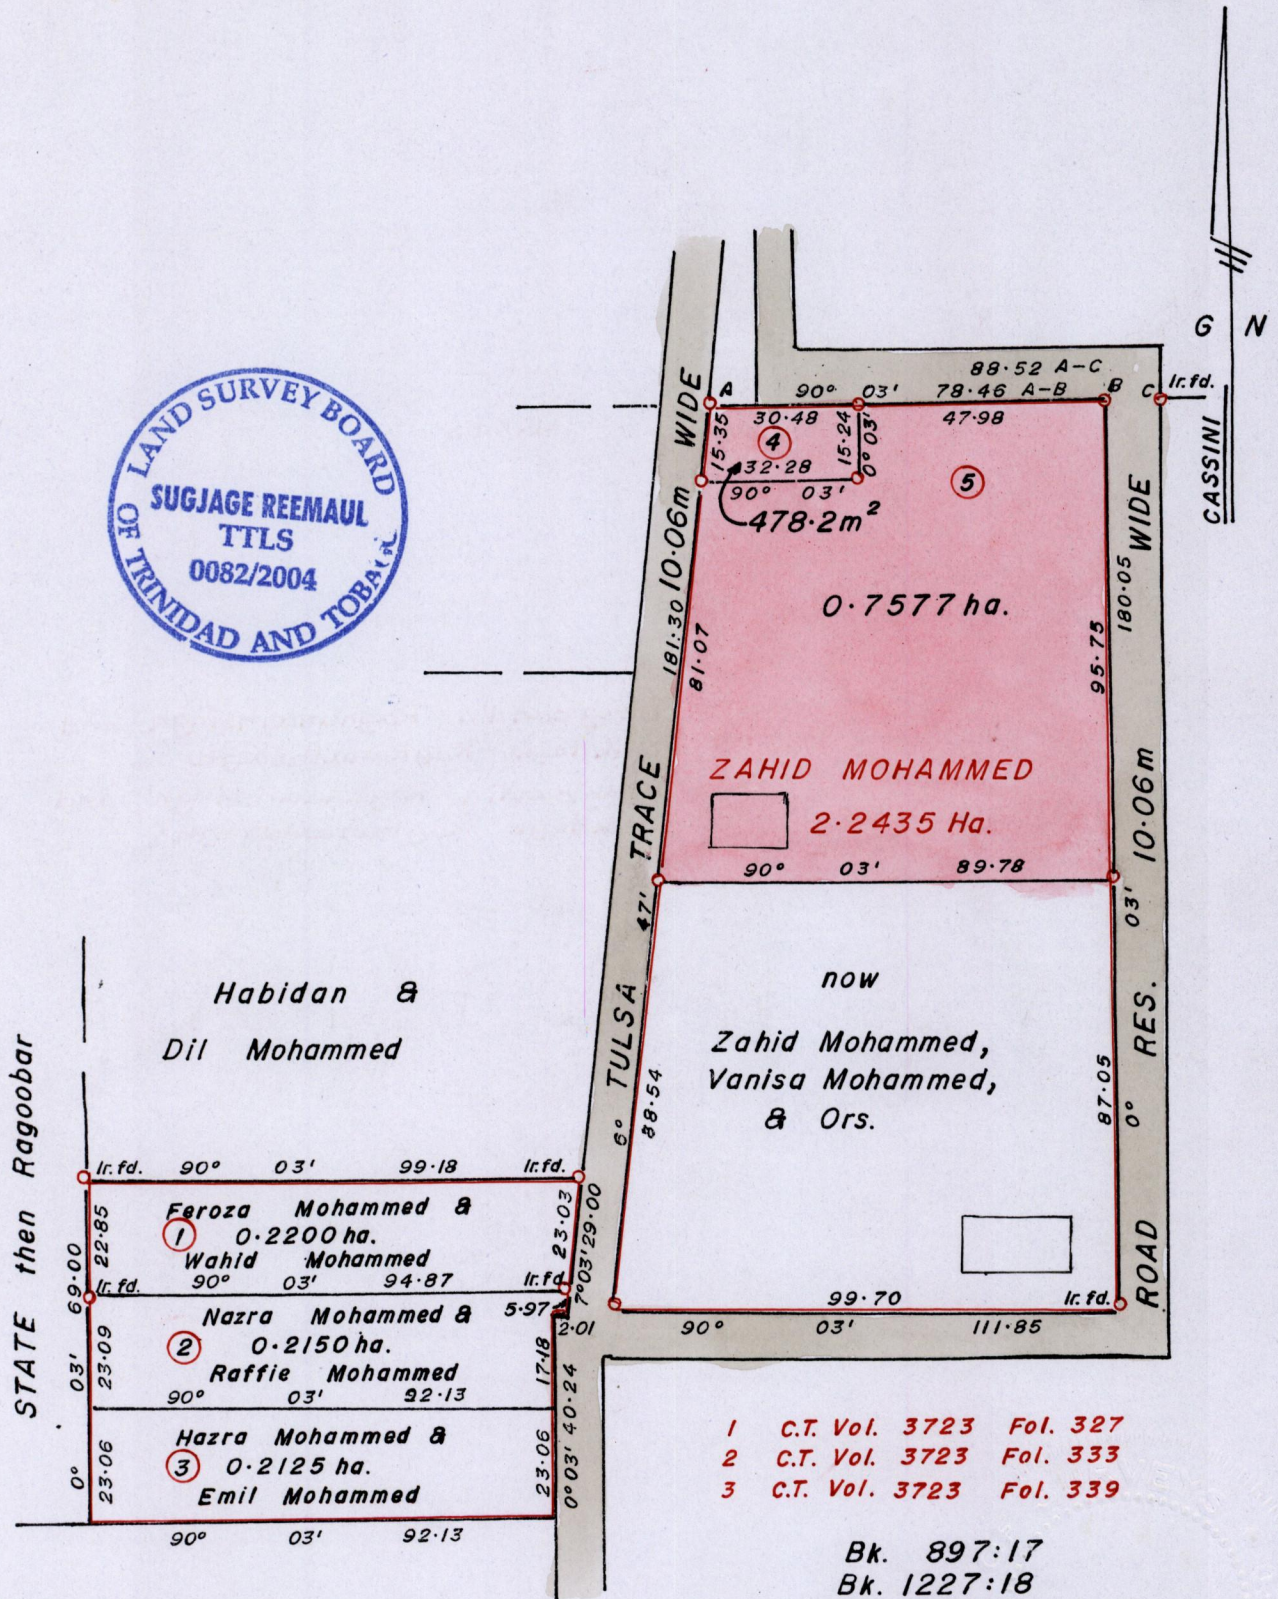 G N
CASSINI
LAND SURVEY BOARD
OF TRINIDAD AND TOBAGO
SUGJAGE REEMAUL
TTLS
0082/2004
88·52 A-C
A 90° 03' 78·46 A-B B C Ir. fd.
30·48 47·98
15·35
4
15·24
0° 03'
32·28
90° 03'
478·2m²
5
0·7577 ha.
ZAHID MOHAMMED
2·2435 Ha.
90° 03' 89·78
81·07
95·75
6° 47' 181·30
TULSA TRACE 10·06m WIDE
0° 03' 180·05
ROAD RES. 10·06m WIDE
now
Zahid Mohammed,
Vanisa Mohammed,
& Ors.
88·54
87·05
99·70 Ir. fd.
90° 03' 111·85
Habidan &
Dil Mohammed
STATE then Ragoobar
Ir. fd. 90° 03' 99·18 Ir. fd.
Feroza Mohammed &
1 0·2200 ha.
Wahid Mohammed
22·85
23·03
7° 03' 29·00
Ir. fd. 90° 03' 94·87 Ir. fd
0° 03' 69·00
Nazra Mohammed & 5·97
2·01
2 0·2150 ha.
Raffie Mohammed
23·09
17·18
90° 03' 92·13
Hazra Mohammed &
3 0·2125 ha.
Emil Mohammed
23·06
23·06
0° 03' 40·24
90° 03' 92·13
1 C.T. Vol. 3723 Fol. 327
2 C.T. Vol. 3723 Fol. 333
3 C.T. Vol. 3723 Fol. 339
Bk. 897:17
Bk. 1227:18